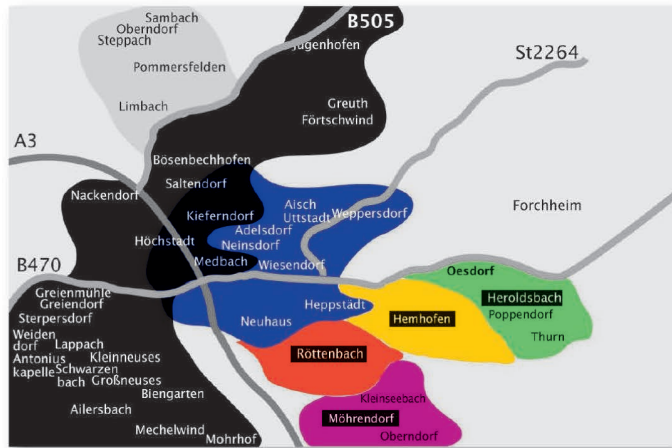 Sambach
Oberndorf
Steppach
Pommersfelden
Limbach
B505
Jugenhofen
Greuth
Förtschwind
St2264
A3
Bösenbechhofen
Saltendorf
Nackendorf
Kieferndorf
Höchstadt
Medbach
Aisch
Uttstadt
Weppersdorf
Adelsdorf
Neinsdorf
Wiesendorf
Forchheim
B470
Oesdorf
Heroldsbach
Poppendorf
Thurn
Heppstädt
Neuhaus
Hemhofen
Röttenbach
Greienmühle
Greiendorf
Sterpersdorf
Weiden
dorf
Lappach
Antonius
kapelle
Kleinneuses
Schwarzen
bach
Großneuses
Biengarten
Ailersbach
Mechelwind
Mohrhof
Kleinseebach
Möhrendorf
Oberndorf